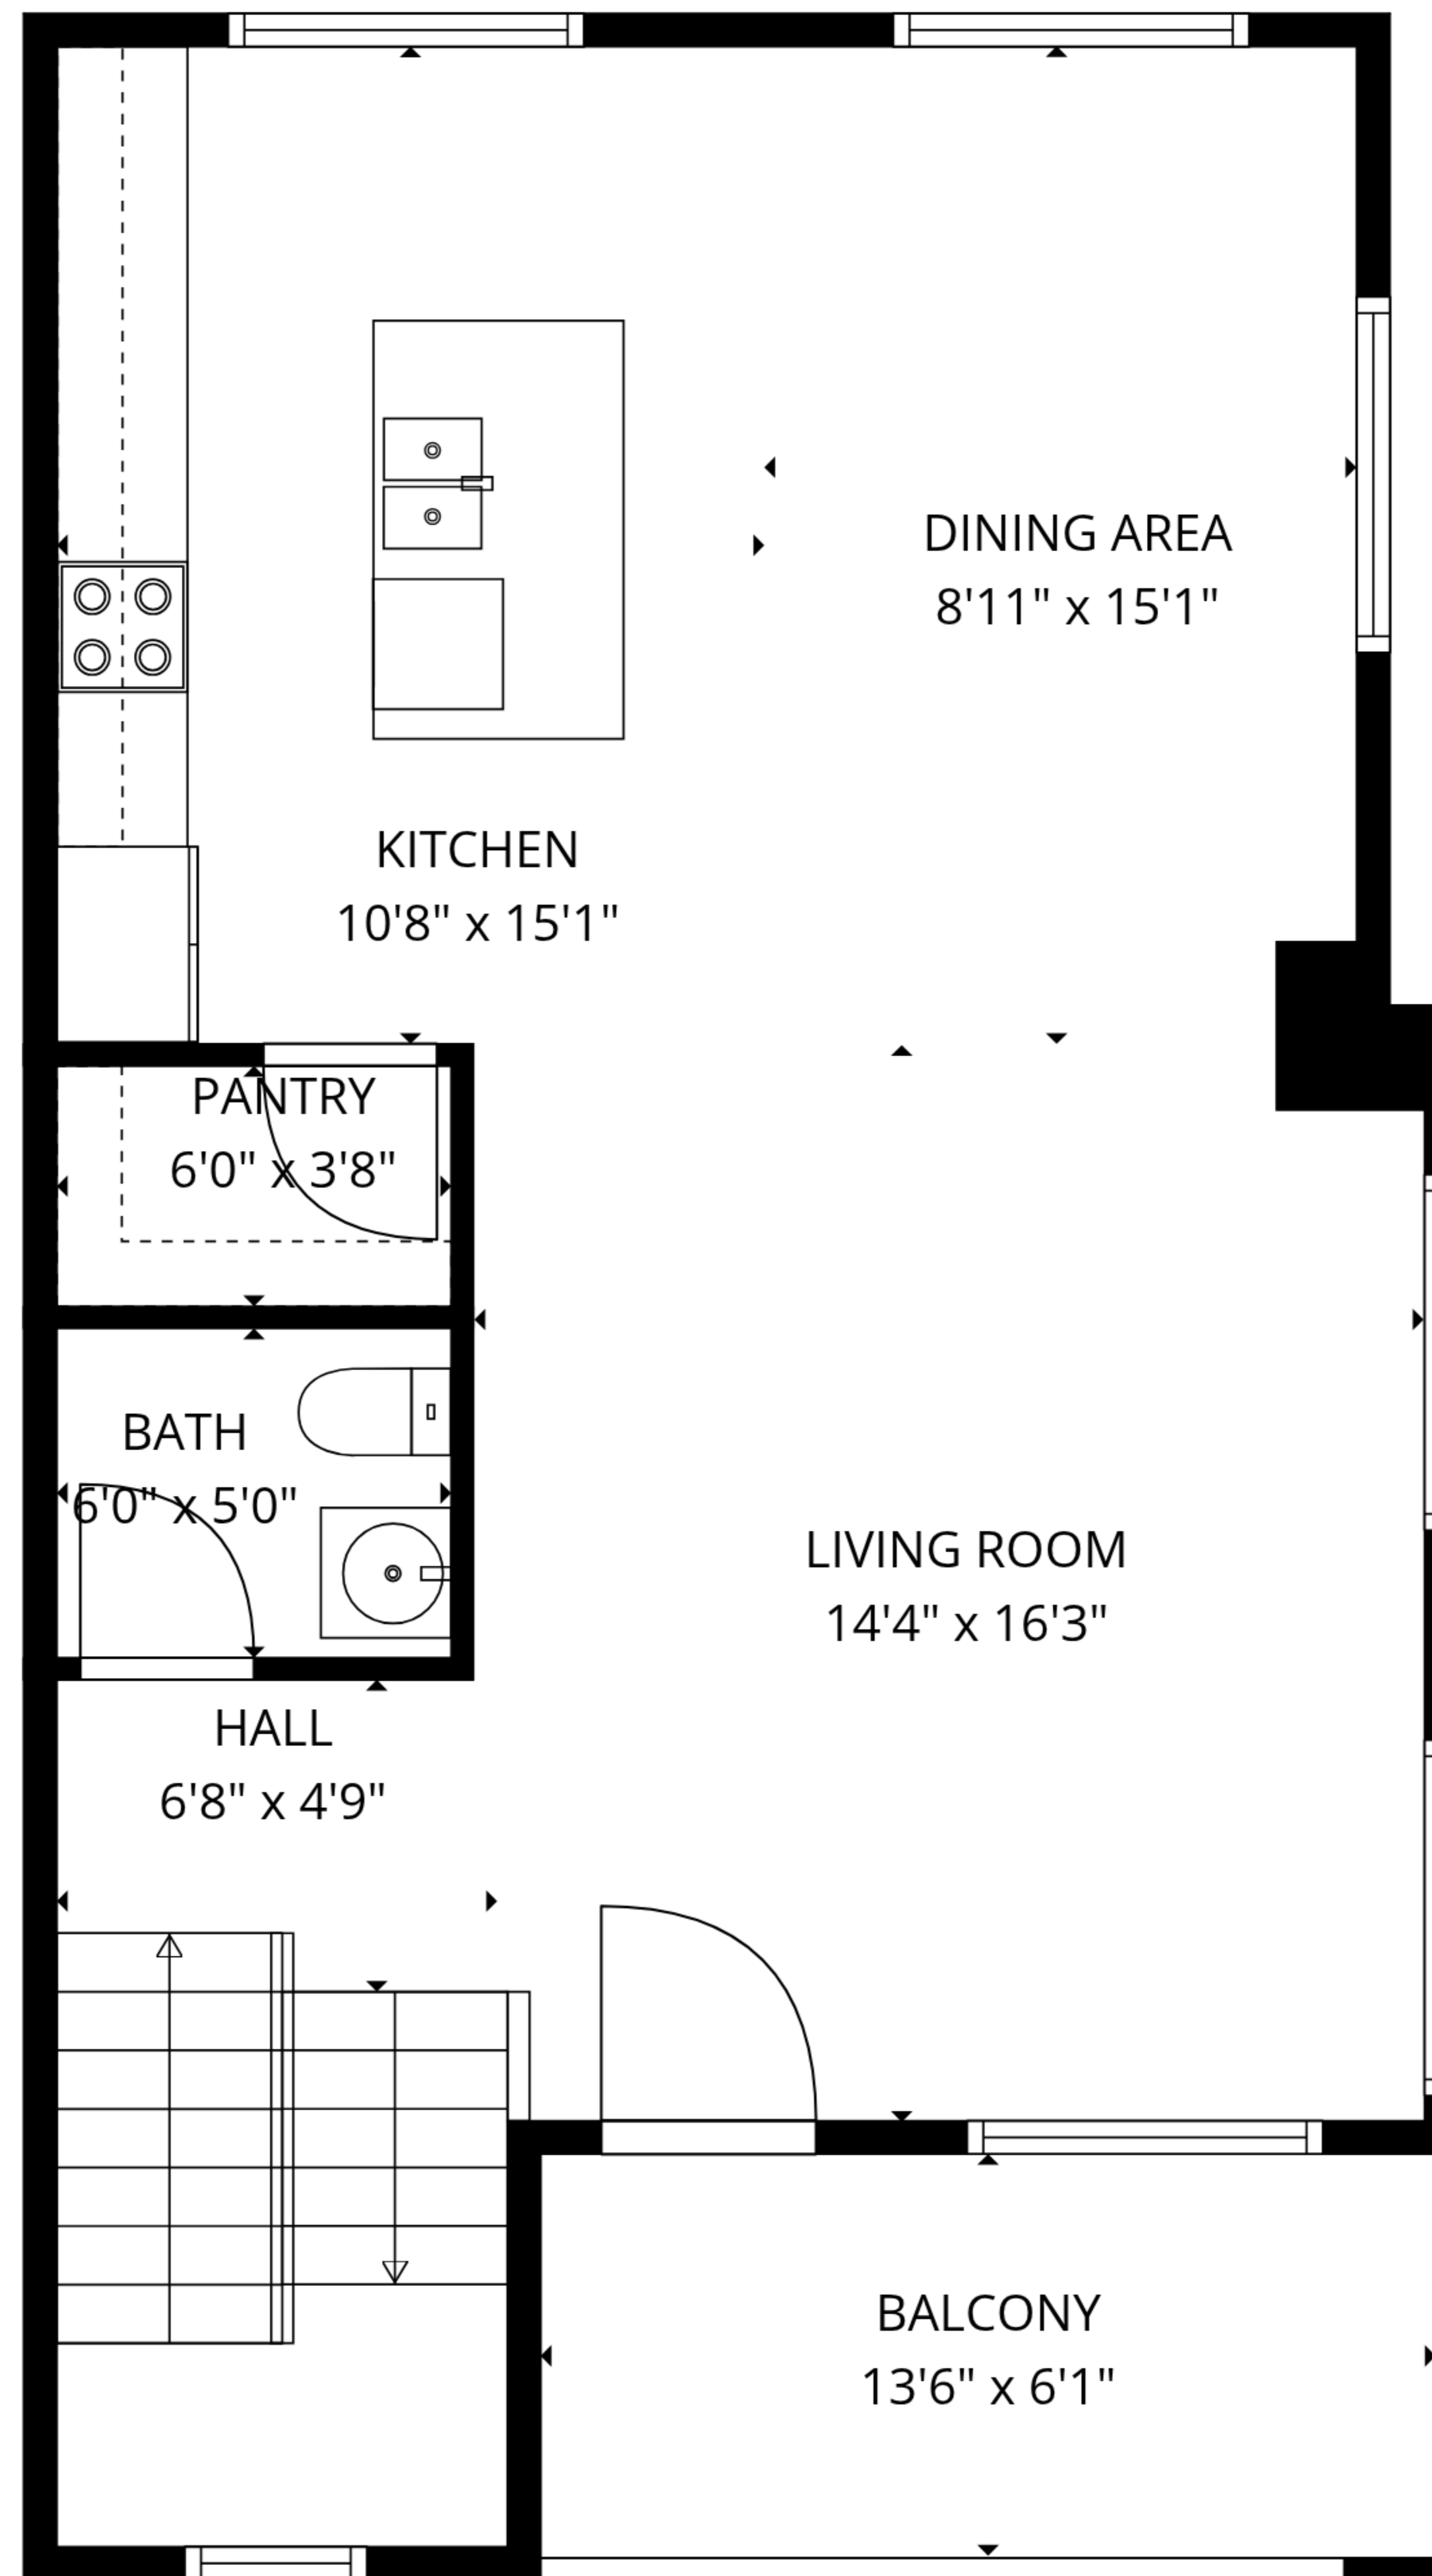 DINING AREA
8'11" x 15'1"
KITCHEN
10'8" x 15'1"
PANTRY
6'0" x 3'8"
BATH
6'0" x 5'0"
LIVING ROOM
14'4" x 16'3"
HALL
6'8" x 4'9"
BALCONY
13'6" x 6'1"